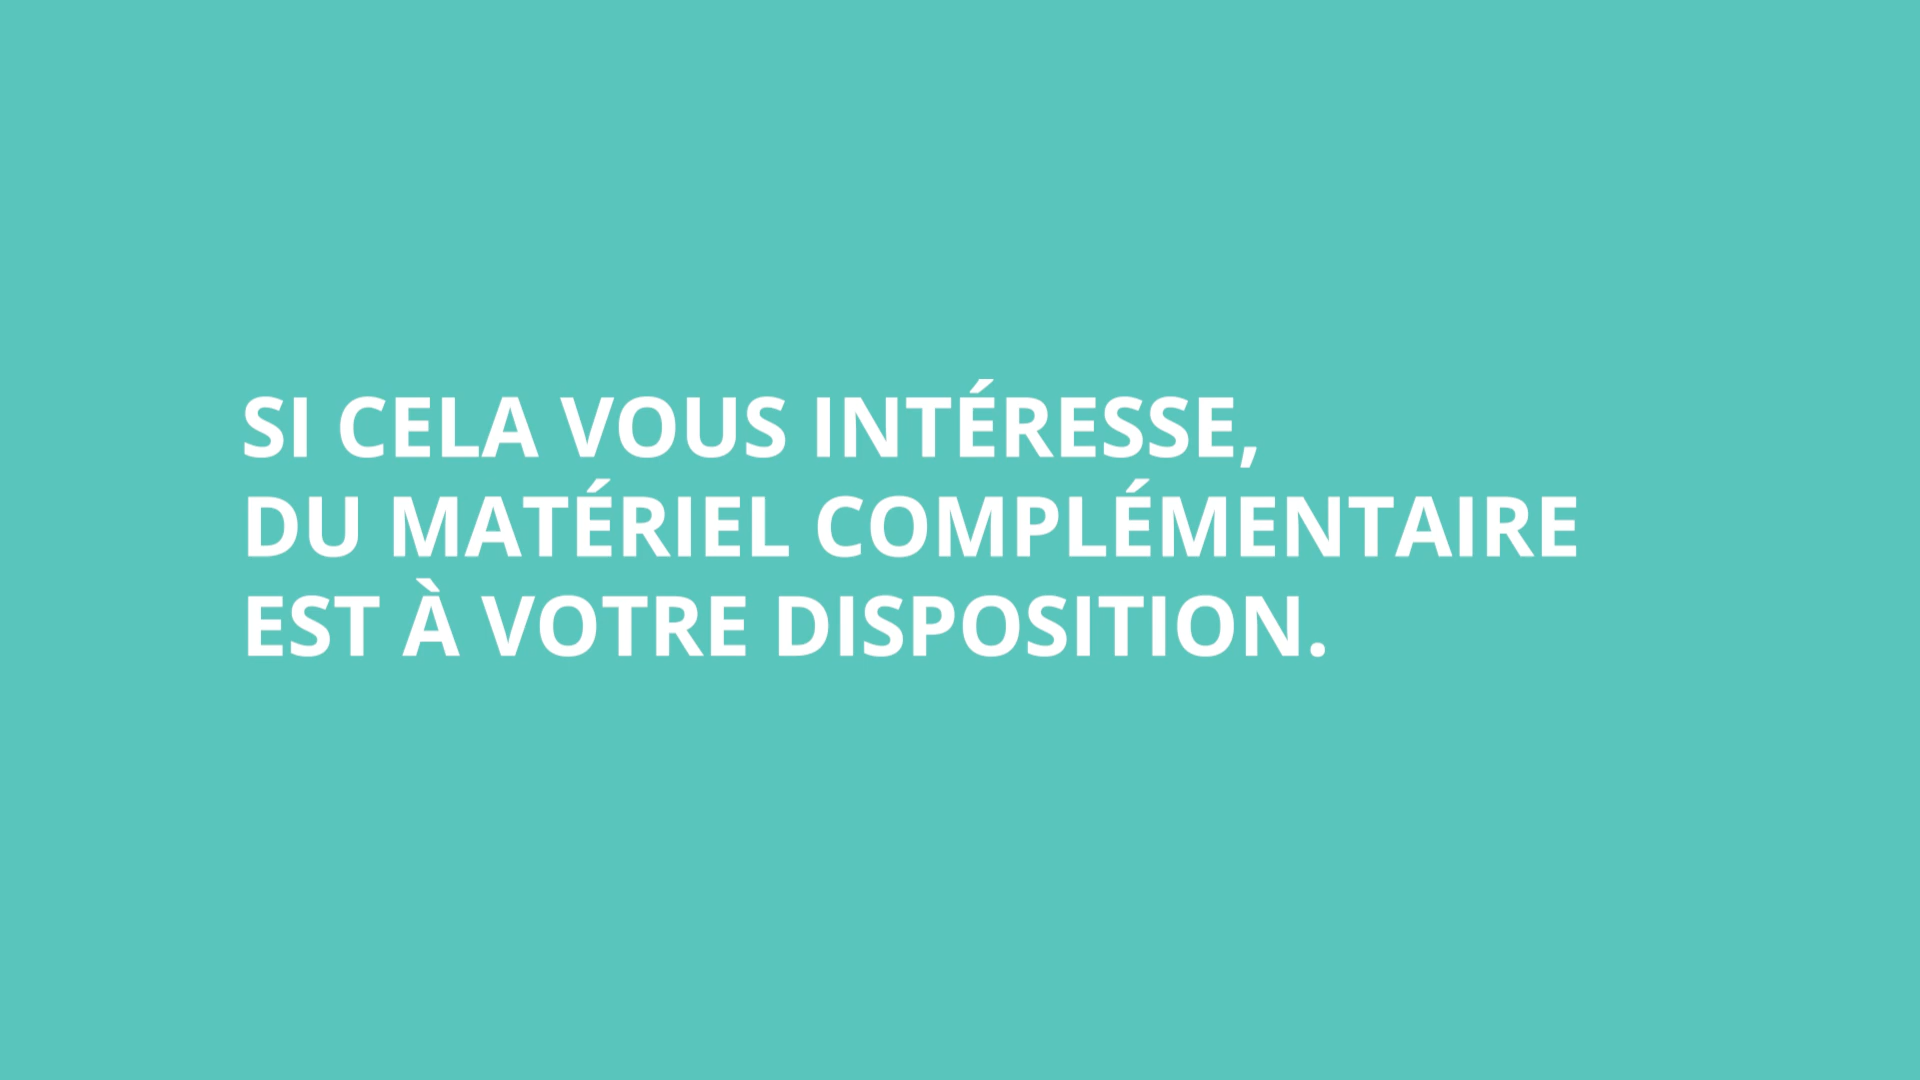 SI CELA VOUS INTÉRESSE,
DU MATÉRIEL COMPLÉMENTAIRE
EST À VOTRE DISPOSITION.